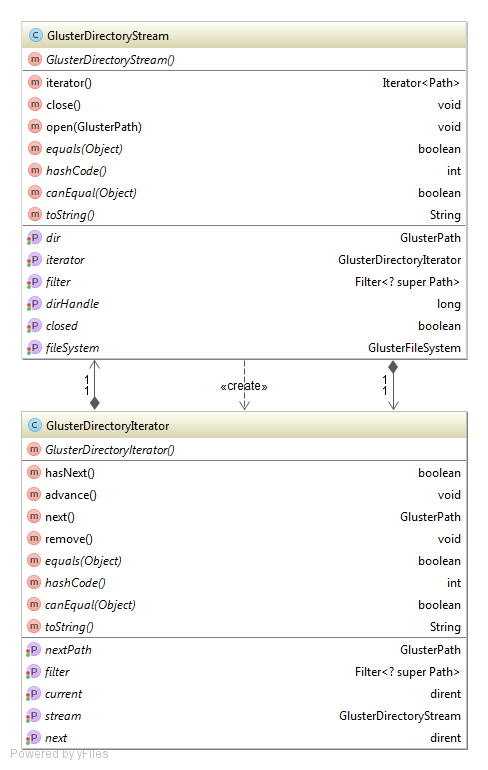 C GlusterDirectoryStream
m GlusterDirectoryStream()
m iterator() Iterator<Path>
m close() void
m open(GlusterPath) void
m equals(Object) boolean
m hashCode() int
m canEqual(Object) boolean
m toString() String
P dir GlusterPath
P iterator GlusterDirectoryIterator
P filter Filter<? super Path>
P dirHandle long
P closed boolean
P fileSystem GlusterFileSystem
1 1
«create»
1 1
C GlusterDirectoryIterator
m GlusterDirectoryIterator()
m hasNext() boolean
m advance() void
m next() GlusterPath
m remove() void
m equals(Object) boolean
m hashCode() int
m canEqual(Object) boolean
m toString() String
P nextPath GlusterPath
P filter Filter<? super Path>
P current dirent
P stream GlusterDirectoryStream
P next dirent
Powered by yFiles